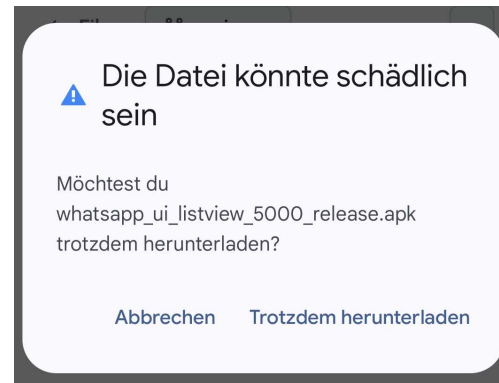 Die Datei könnte schädlich
sein
Möchtest du
whatsapp_ui_listview_5000_release.apk
trotzdem herunterladen?
Abbrechen Trotzdem herunterladen